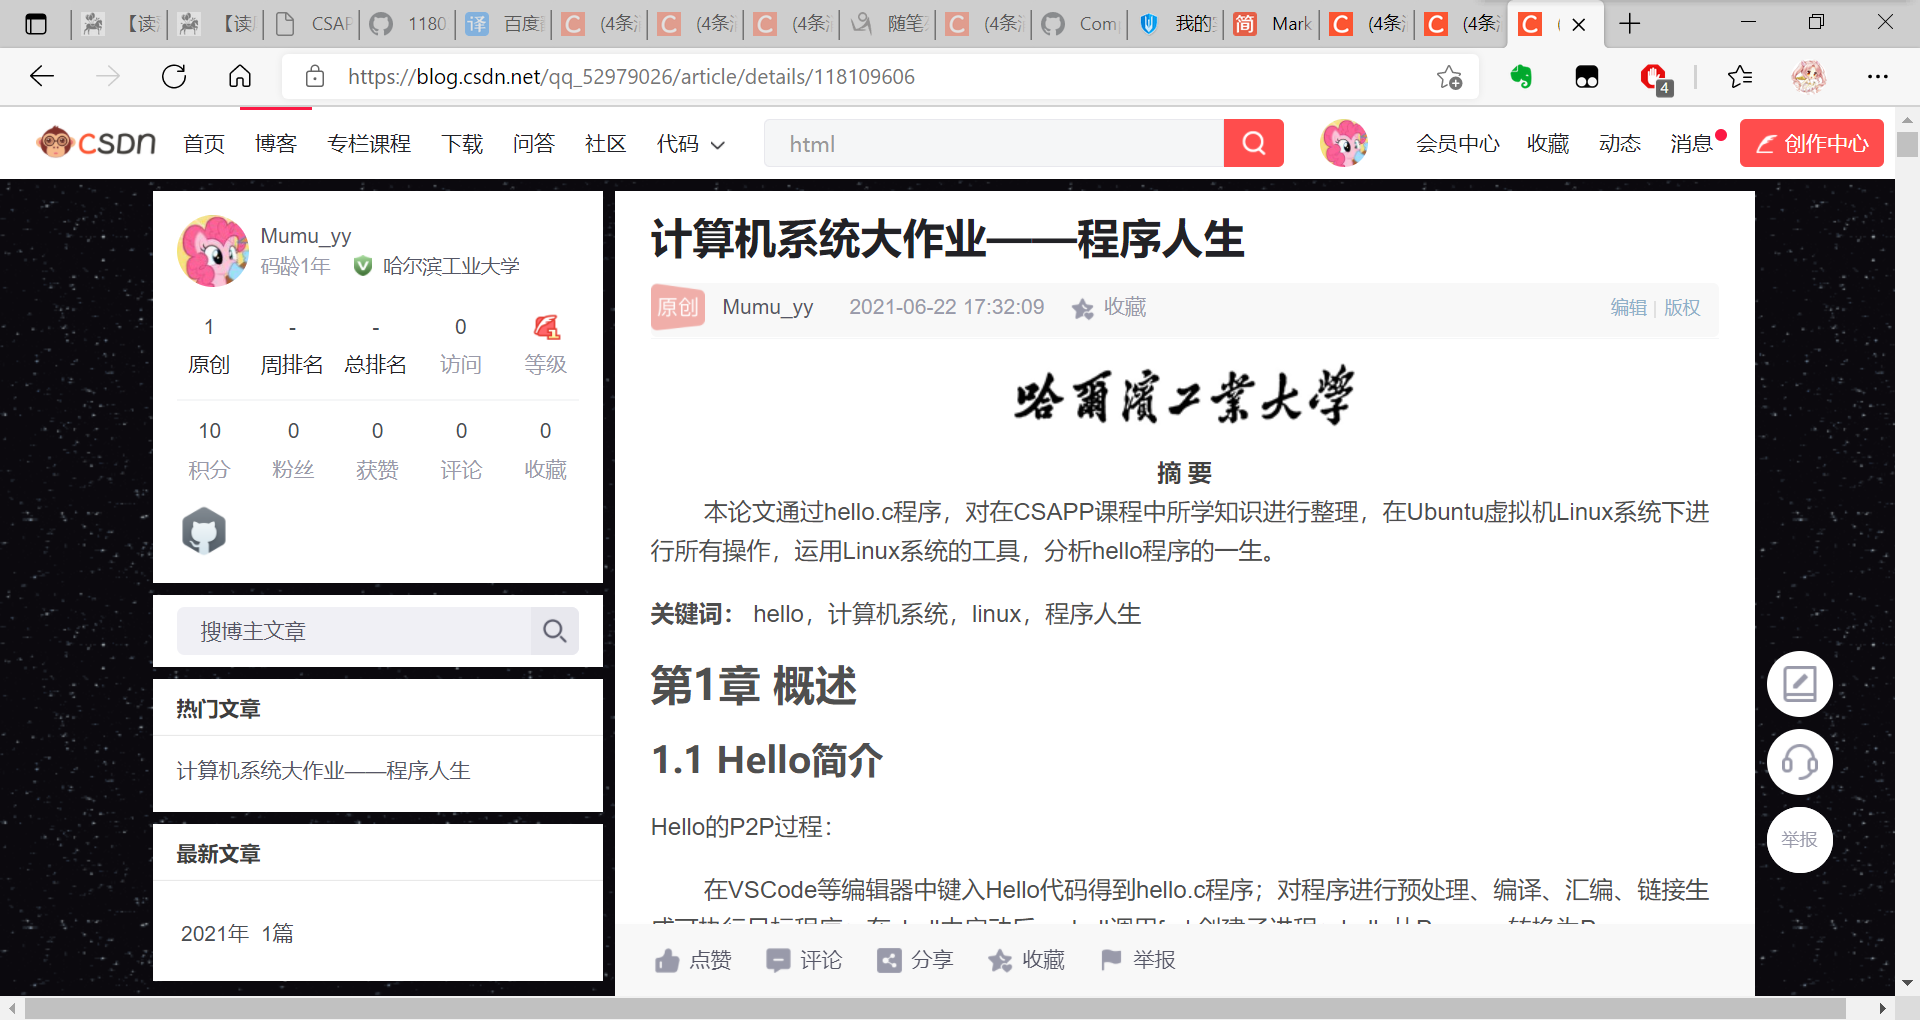 【读 【读 CSAP 1180 译 百度 C (4条 C (4条 C (4条 随笔 C (4条 Com 我的 简 Mark C (4条 C (4条 C
https://blog.csdn.net/qq_52979026/article/details/118109606
4
CSDN 首页 博客 专栏课程 下载 问答 社区 代码 html 会员中心 收藏 动态 消息 创作中心
Mumu_yy
码龄1年 哈尔滨工业大学
1 - - 0 1
原创 周排名 总排名 访问 等级
10 0 0 0 0
积分 粉丝 获赞 评论 收藏
搜博主文章
热门文章
计算机系统大作业——程序人生
最新文章
2021年 1篇
计算机系统大作业——程序人生
原创 Mumu_yy 2021-06-22 17:32:09 收藏 编辑 | 版权
哈爾濱工業大學
摘 要
本论文通过hello.c程序，对在CSAPP课程中所学知识进行整理，在Ubuntu虚拟机Linux系统下进
行所有操作，运用Linux系统的工具，分析hello程序的一生。
关键词： hello，计算机系统，linux，程序人生
第1章 概述
1.1 Hello简介
Hello的P2P过程：
在VSCode等编辑器中键入Hello代码得到hello.c程序；对程序进行预处理、编译、汇编、链接生
点赞 评论 分享 收藏 举报
举报